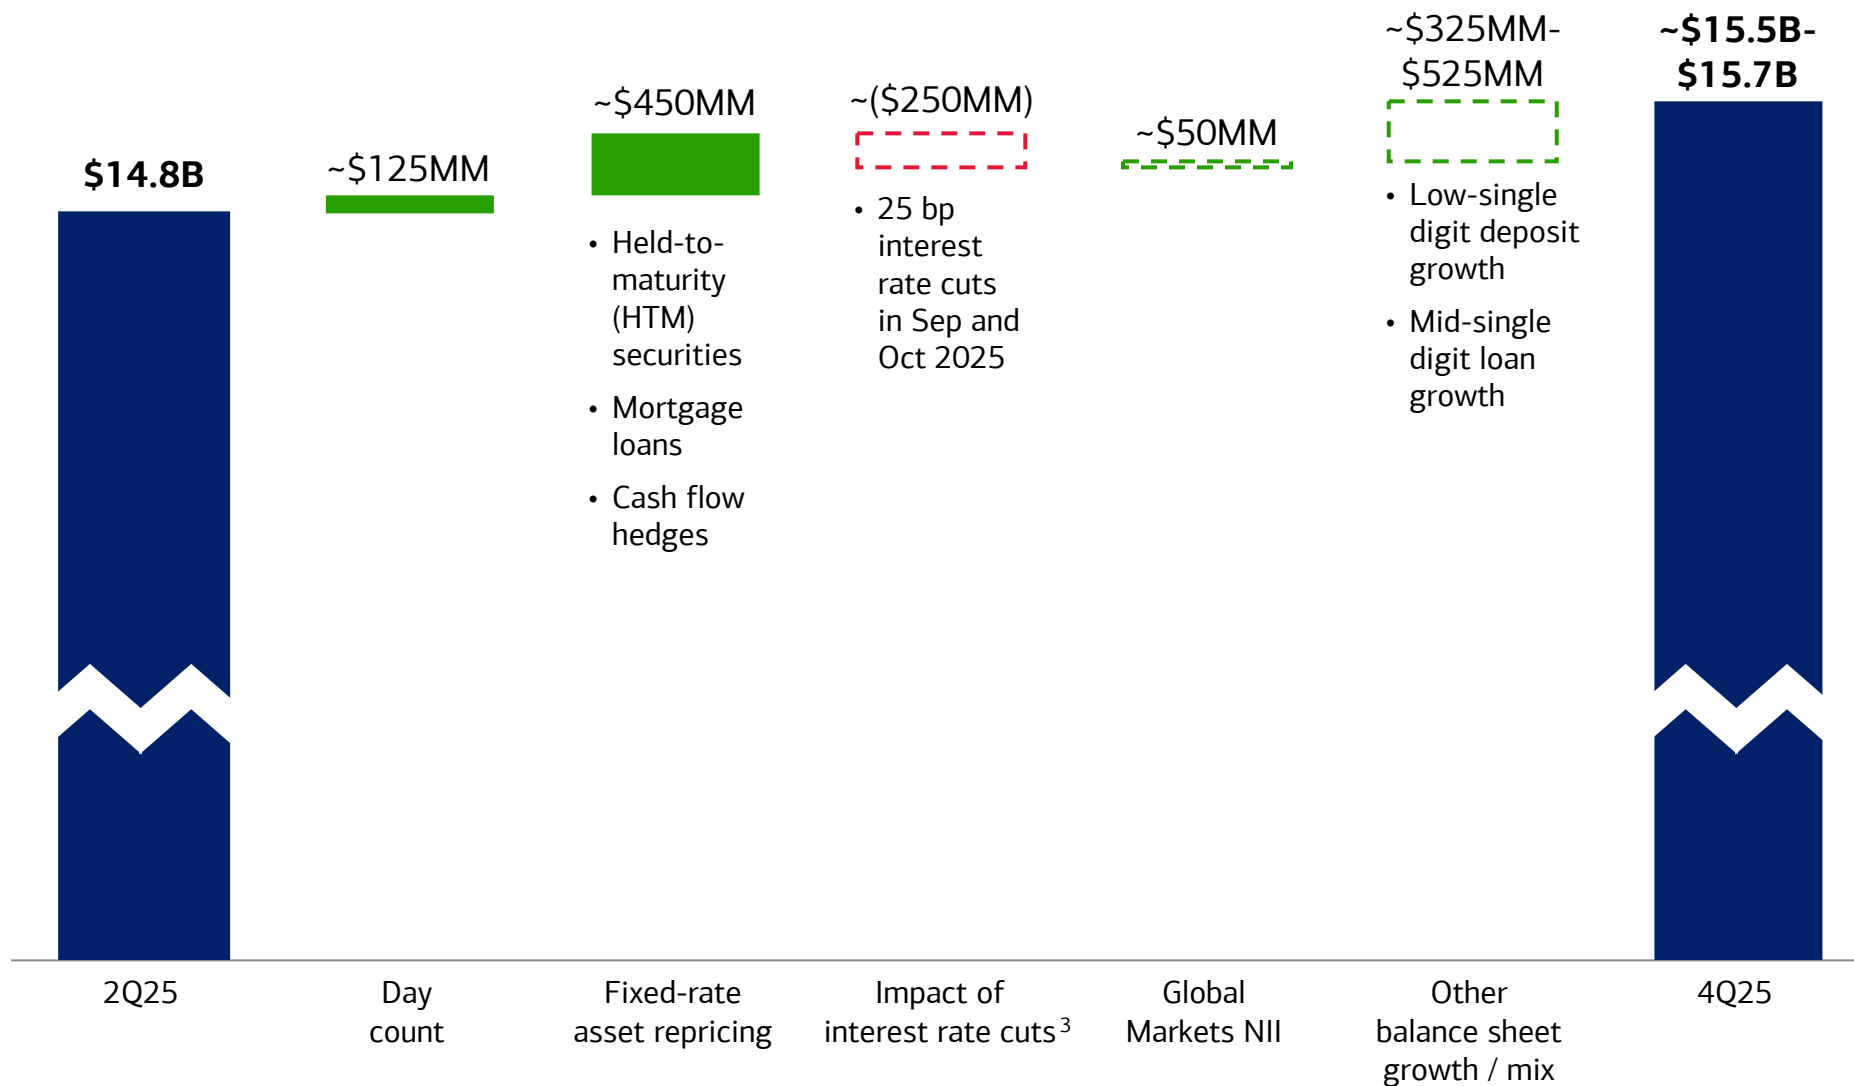 $14.8B
~$125MM
~$450MM
• Held-to-
maturity
(HTM)
securities
• Mortgage
loans
• Cash flow
hedges
~($250MM)
• 25 bp
interest
rate cuts
in Sep and
Oct 2025
~$50MM
~$325MM-
$525MM
• Low-single
digit deposit
growth
• Mid-single
digit loan
growth
~$15.5B-
$15.7B
2Q25
Day
count
Fixed-rate
asset repricing
Impact of
interest rate cuts³
Global
Markets NII
Other
balance sheet
growth / mix
4Q25